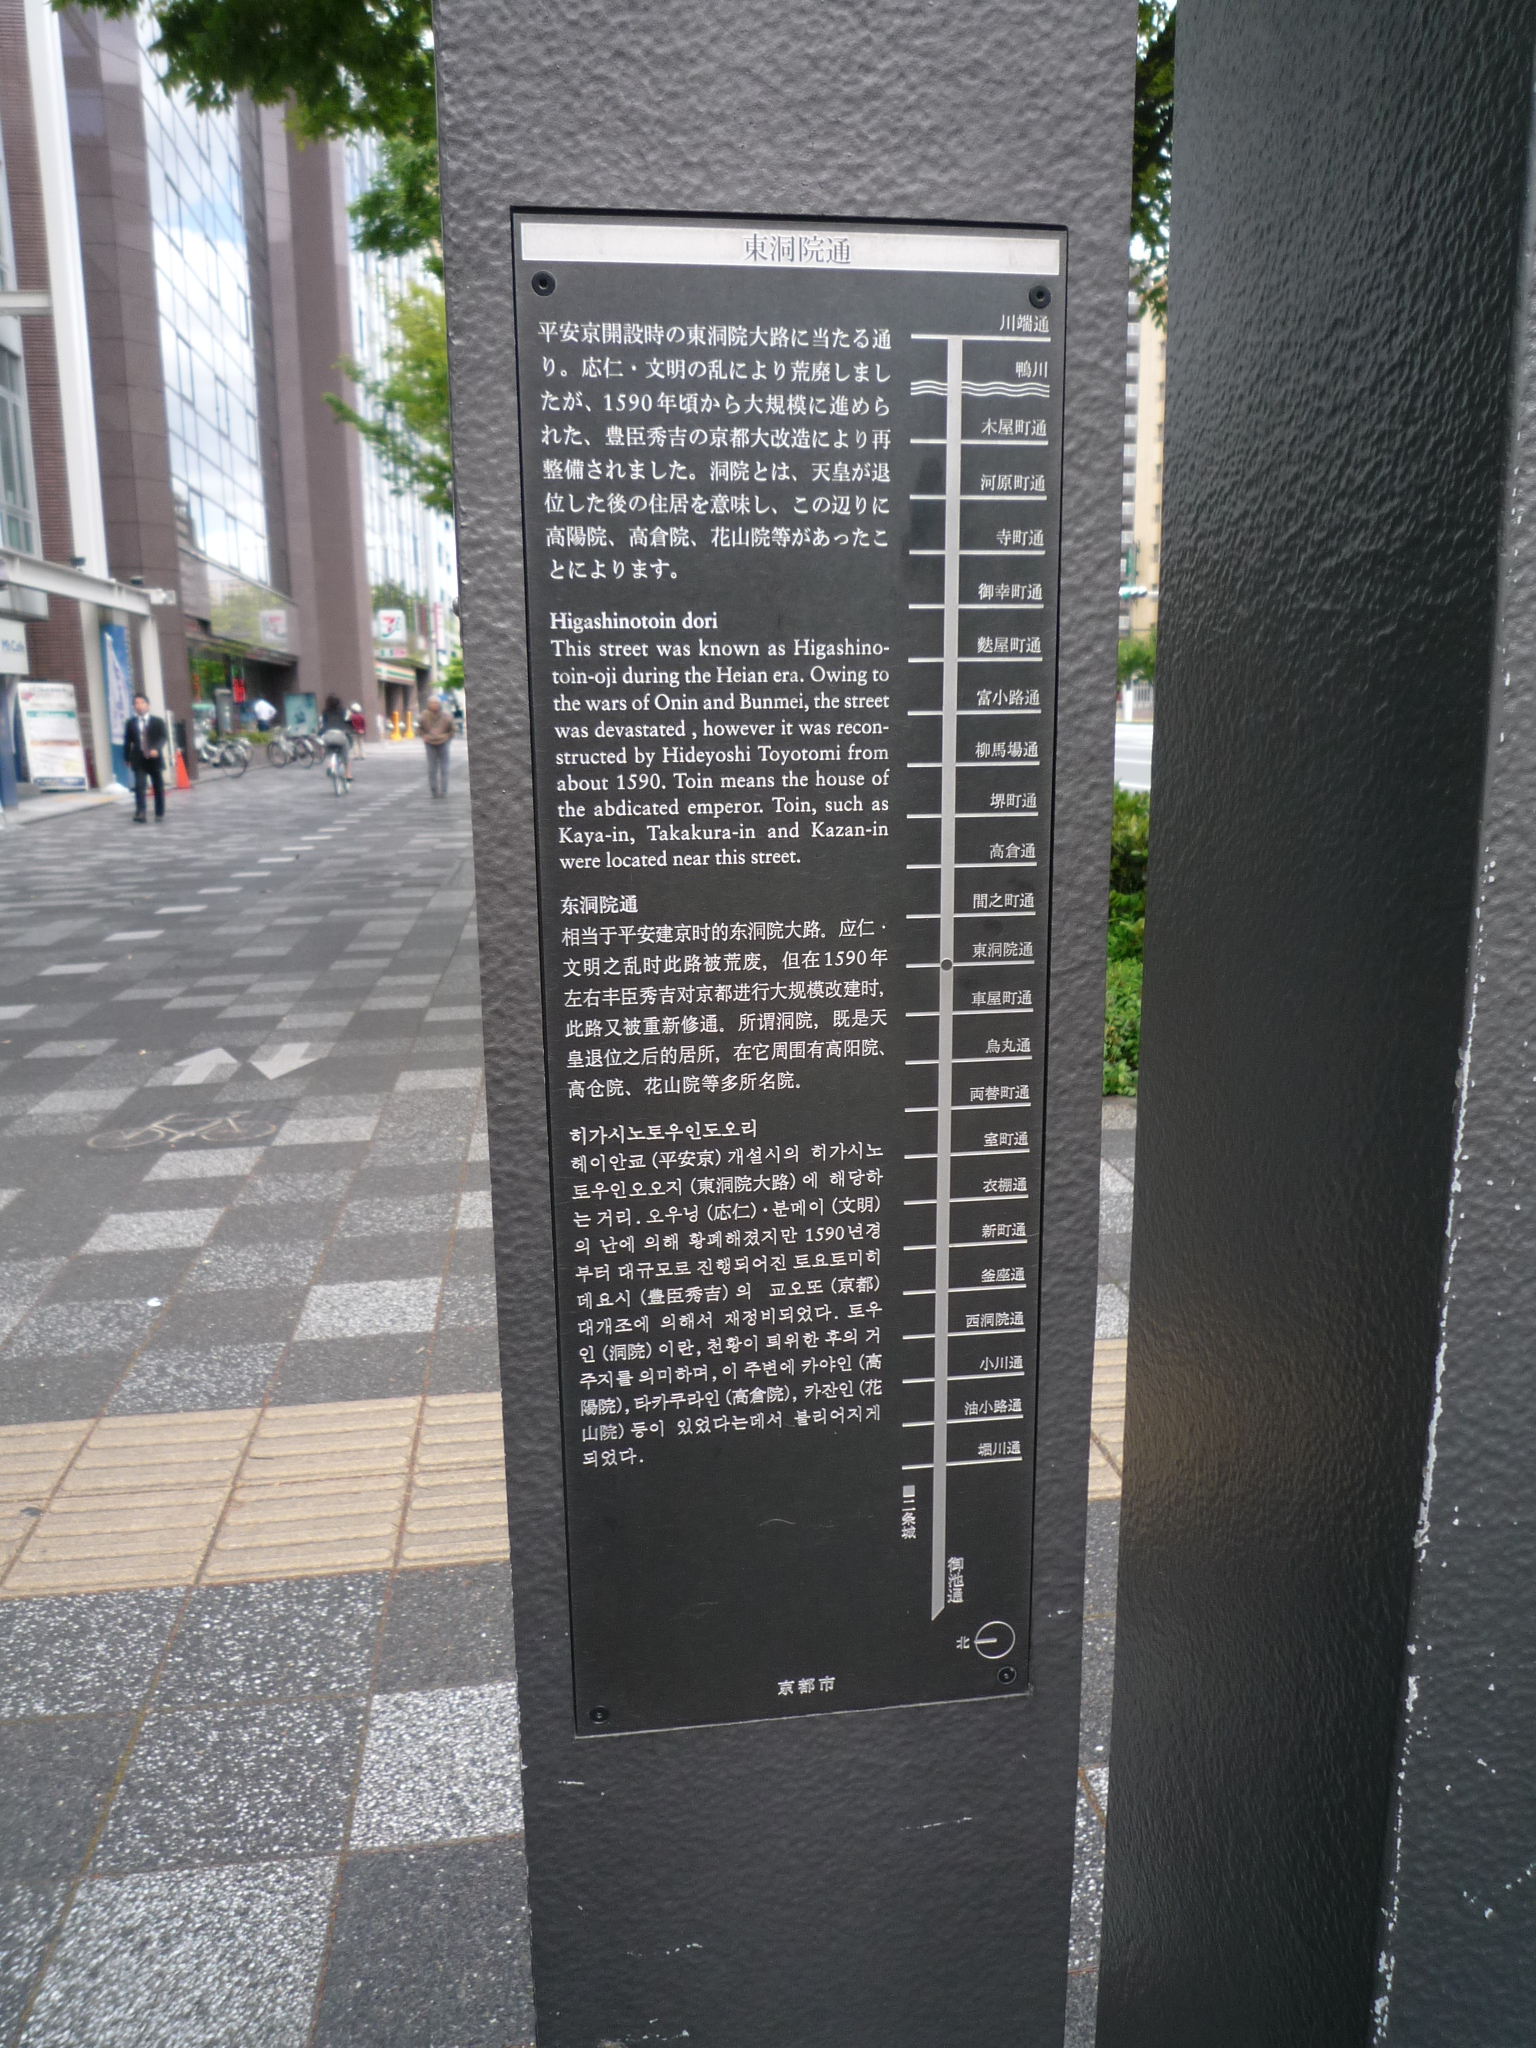 東洞院通
平安京開設時の東洞院大路に当たる通
り。応仁・文明の乱により荒廃しまし
たが、1590年頃から大規模に進めら
れた、豊臣秀吉の京都大改造により再
整備されました。洞院とは、天皇が退
位した後の住居を意味し、この辺りに
高陽院、高倉院、花山院等があったこ
とによります。
Higashinotoin dori
This street was known as Higashino-
toin-oji during the Heian era. Owing to
the wars of Onin and Bunmei, the street
was devastated , however it was recon-
structed by Hideyoshi Toyotomi from
about 1590. Toin means the house of
the abdicated emperor. Toin, such as
Kaya-in, Takakura-in and Kazan-in
were located near this street.
东洞院通
相当于平安建京时的东洞院大路。应仁·
文明之乱时此路被荒废，但在1590年
左右丰臣秀吉对京都进行大规模改建时，
此路又被重新修通。所谓洞院，既是天
皇退位之后的居所，在它周围有高阳院、
高仓院、花山院等多所名院。
히가시노토우인도오리
헤이안쿄 (平安京) 개설시의 히가시노
토우인오오지 (東洞院大路) 에 해당하
는 거리. 오우닝 (応仁)·분메이 (文明)
의 난에 의해 황폐해졌지만 1590년경
부터 대규모로 진행되어진 토요토미히
데요시 (豊臣秀吉) 의 교오또 (京都)
대개조에 의해서 재정비되었다. 토우
인 (洞院) 이란, 천황이 퇴위한 후의 거
주지를 의미하며, 이 주변에 카야인 (高
陽院), 타카쿠라인 (高倉院), 카잔인 (花
山院) 등이 있었다는데서 불리어지게
되었다.
川端通
鴨川
木屋町通
河原町通
寺町通
御幸町通
麩屋町通
富小路通
柳馬場通
堺町通
高倉通
間之町通
東洞院通
車屋町通
烏丸通
両替町通
室町通
衣棚通
新町通
釜座通
西洞院通
小川通
油小路通
堀川通
二条城
御池通
北
京都市